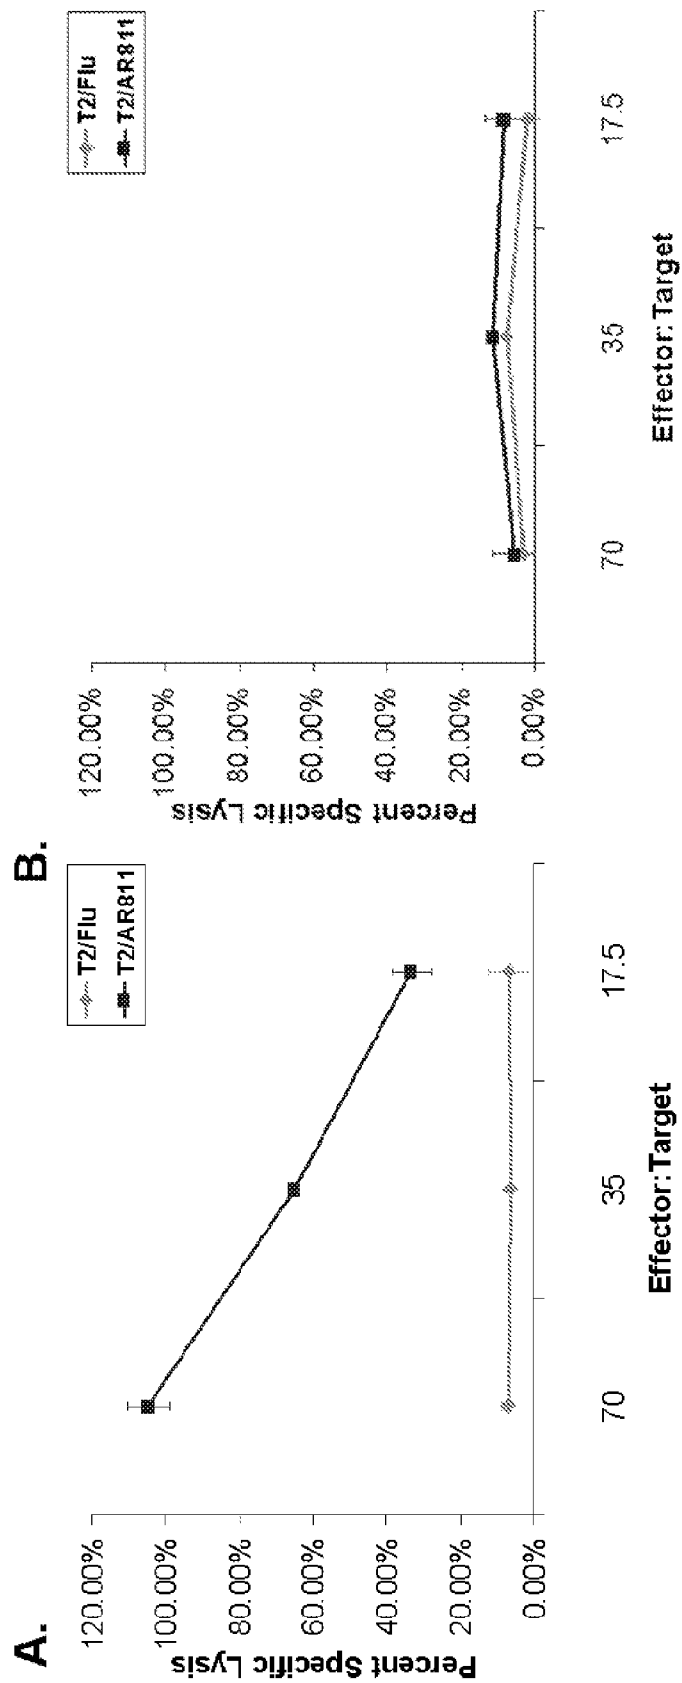 A.
Percent Specific Lysis
120.00%
100.00%
80.00%
60.00%
40.00%
20.00%
0.00%
70
35
17.5
Effector:Target
T2/Flu
T2/AR811
B.
Percent Specific Lysis
120.00%
100.00%
80.00%
60.00%
40.00%
20.00%
0.00%
70
35
17.5
Effector:Target
T2/Flu
T2/AR811